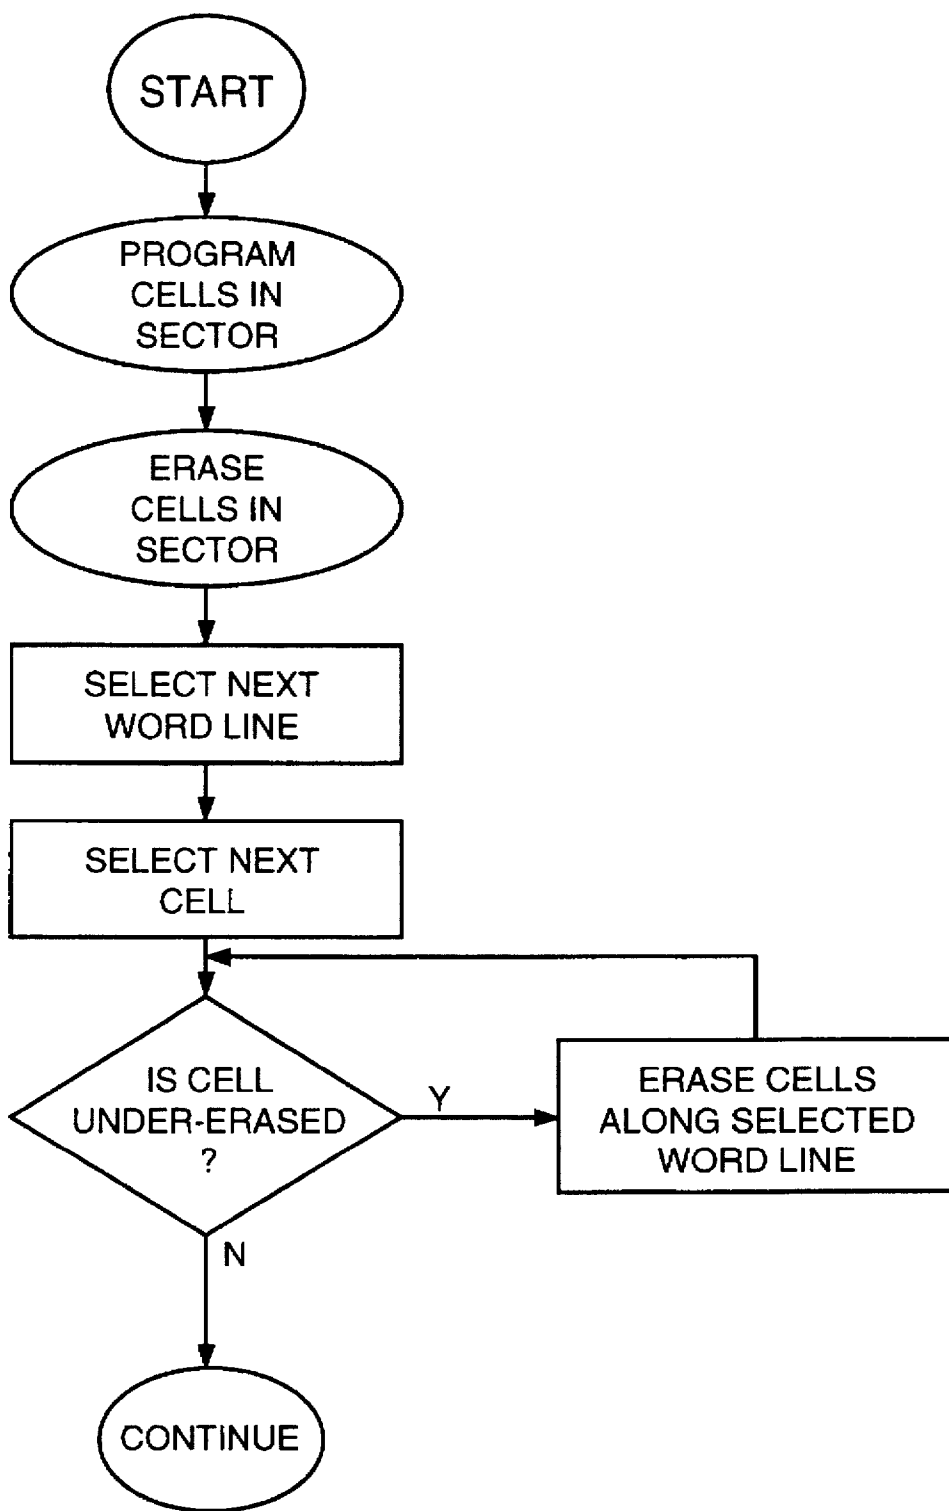 START
PROGRAM
CELLS IN
SECTOR
ERASE
CELLS IN
SECTOR
SELECT NEXT
WORD LINE
SELECT NEXT
CELL
IS CELL
UNDER-ERASED
?
Y
ERASE CELLS
ALONG SELECTED
WORD LINE
N
CONTINUE